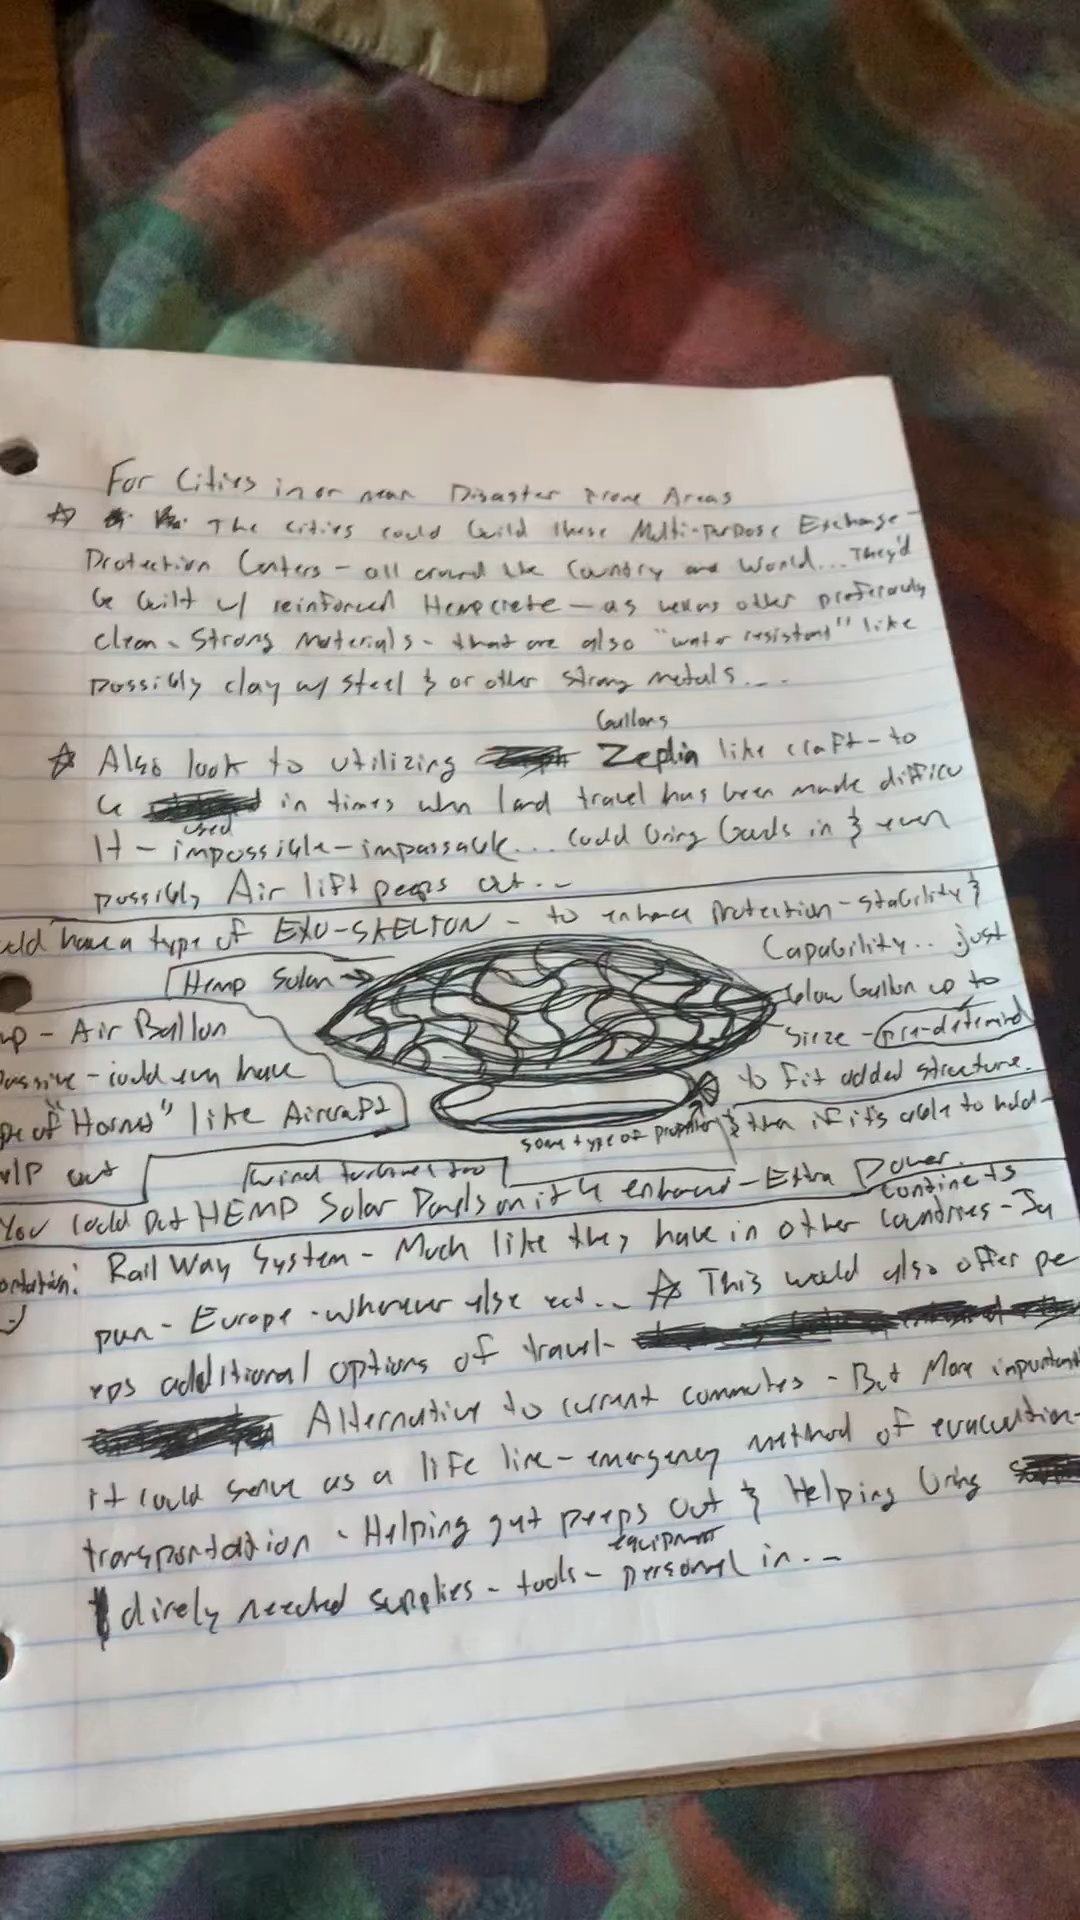 For Cities in or near Disaster Prone Areas
☆ The cities could build these Multi-Purpose Exchange-
Protection Centers - all around the Country and World... They'd
be built w/ reinforced Hempcrete - as well as other preferably
clean - Strong Materials - that are also "water resistant" like
possibly clay w/ steel & or other strong metals...
Ballons
☆ Also look to utilizing Zeplin like craft - to
be used in times when land travel has been made difficu
lt - impossible - impassable... could bring Goods in & even
possibly Air lift peeps out...
uld have a type of EXO-SKELTON - to enhance protection - stability &
Hemp Solar →
Capability.. just
blow ballon up to
size - pre-determind
to fit added structure.
& then if it's able to hold -
mp - Air Ballon
assive - could even have
pe of "Hornet" like Aircraft
elp out
some type of propeller
wind turbines too
You could put HEMP Solar Panels on it to enhance - Extra Power.
continets
ortation: Rail Way System - Much like they have in other countries - Ja
pan - Europe - wherever else ect... ☆ This would also offer pe
eps additional options of travel -
Alternative to current commutes - But More important
it could serve as a life line - emergency method of evacuation -
transportation - Helping get peeps out & Helping bring
direly needed supplies - tools - equipment personel in...